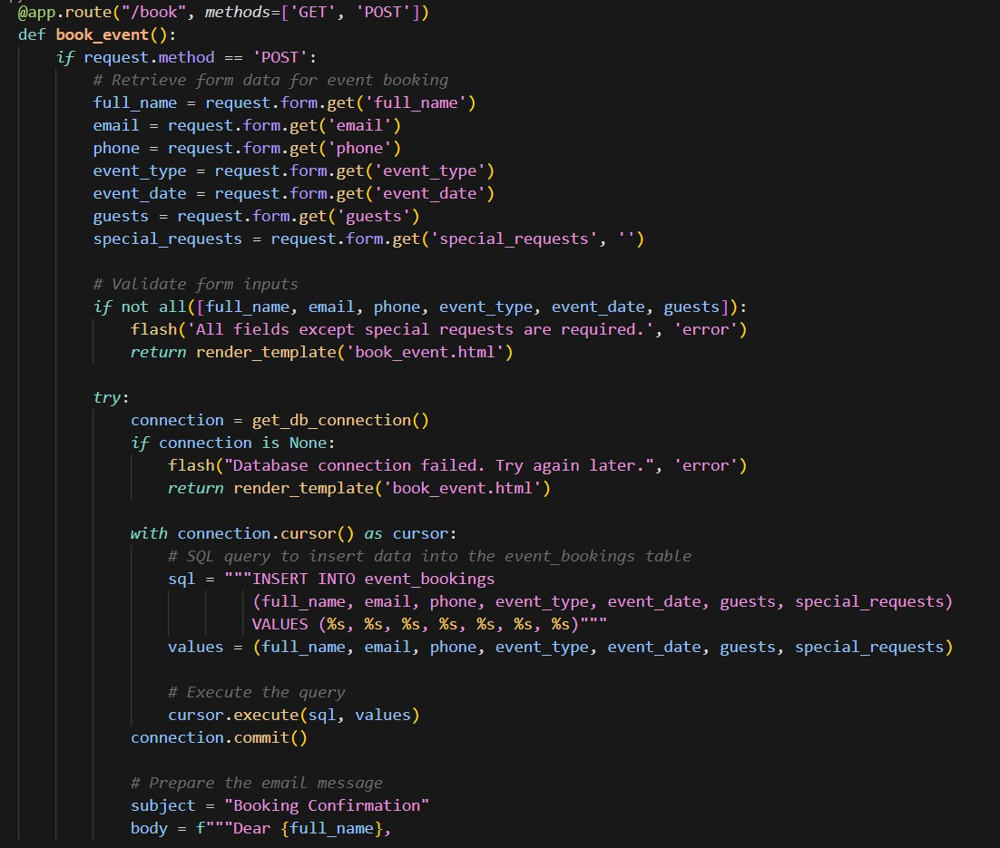 @app.route("/book", methods=['GET', 'POST'])
def book_event():
    if request.method == 'POST':
        # Retrieve form data for event booking
        full_name = request.form.get('full_name')
        email = request.form.get('email')
        phone = request.form.get('phone')
        event_type = request.form.get('event_type')
        event_date = request.form.get('event_date')
        guests = request.form.get('guests')
        special_requests = request.form.get('special_requests', '')

        # Validate form inputs
        if not all([full_name, email, phone, event_type, event_date, guests]):
            flash('All fields except special requests are required.', 'error')
            return render_template('book_event.html')

        try:
            connection = get_db_connection()
            if connection is None:
                flash("Database connection failed. Try again later.", 'error')
                return render_template('book_event.html')

            with connection.cursor() as cursor:
                # SQL query to insert data into the event_bookings table
                sql = """INSERT INTO event_bookings
                         (full_name, email, phone, event_type, event_date, guests, special_requests)
                         VALUES (%s, %s, %s, %s, %s, %s, %s)"""
                values = (full_name, email, phone, event_type, event_date, guests, special_requests)

                # Execute the query
                cursor.execute(sql, values)
            connection.commit()

            # Prepare the email message
            subject = "Booking Confirmation"
            body = f"""Dear {full_name},